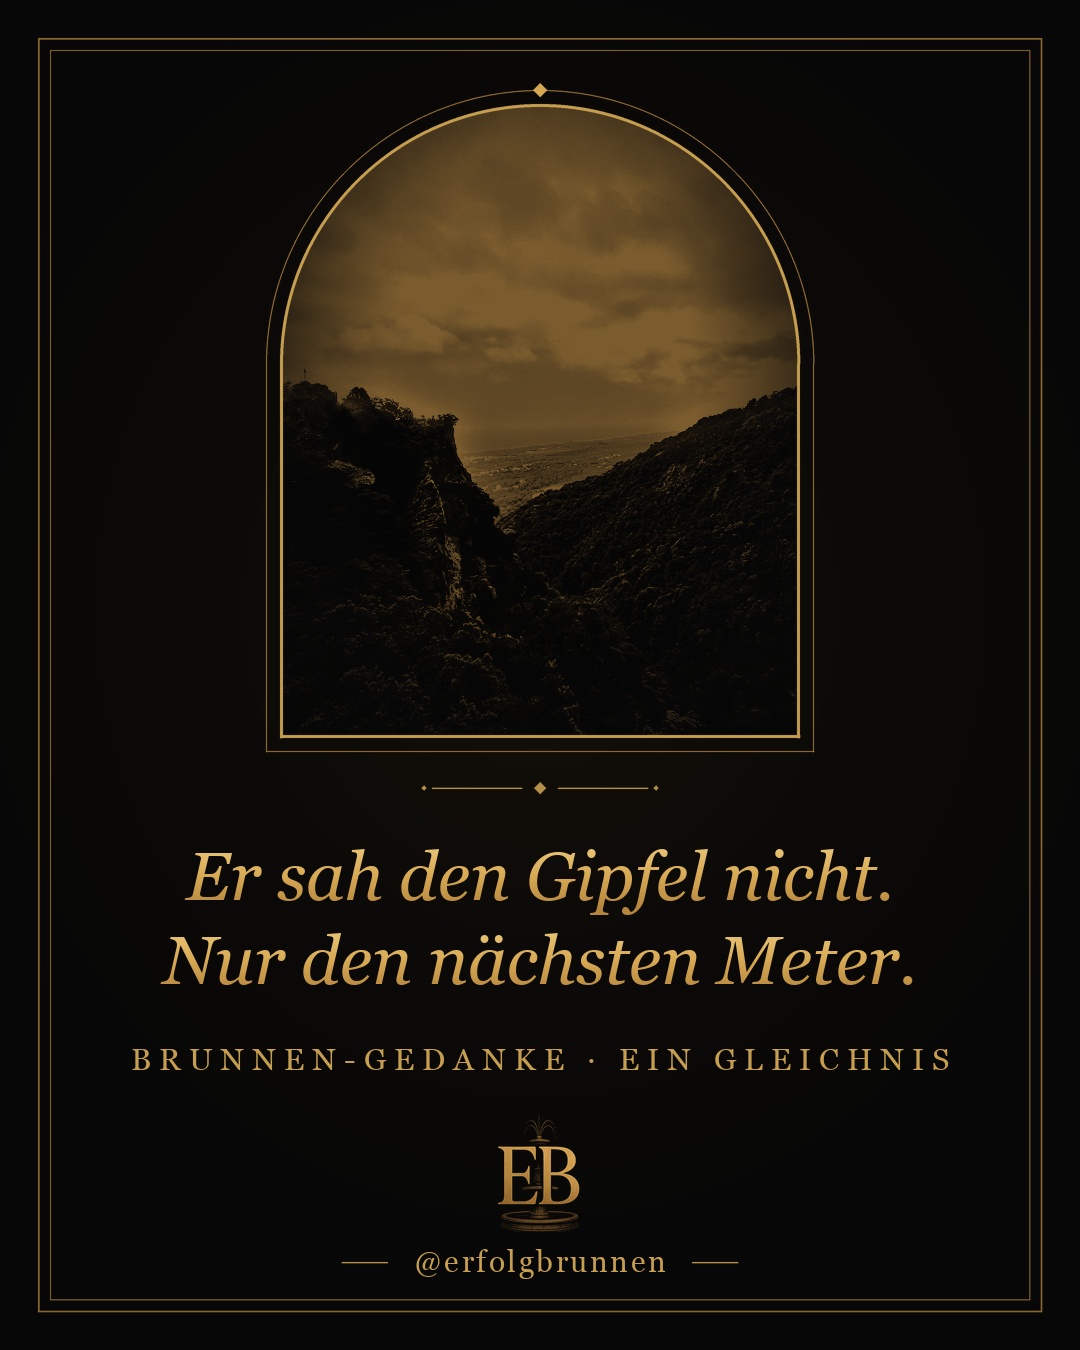 Er sah den Gipfel nicht.
Nur den nächsten Meter.
BRUNNEN-GEDANKE · EIN GLEICHNIS
EB
@erfolgbrunnen